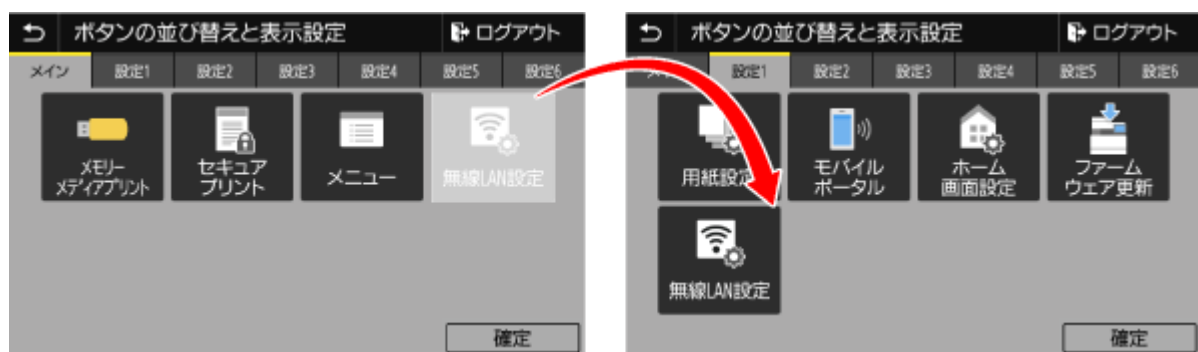 ボタンの並び替えと表示設定
ログアウト
メイン 設定1 設定2 設定3 設定4 設定5 設定6
メモリー
メディアプリント
セキュア
プリント
メニュー
無線LAN設定
確定
ボタンの並び替えと表示設定
ログアウト
設定1 設定2 設定3 設定4 設定5 設定6
用紙設定
モバイル
ポータル
ホーム
画面設定
ファーム
ウェア更新
無線LAN設定
確定